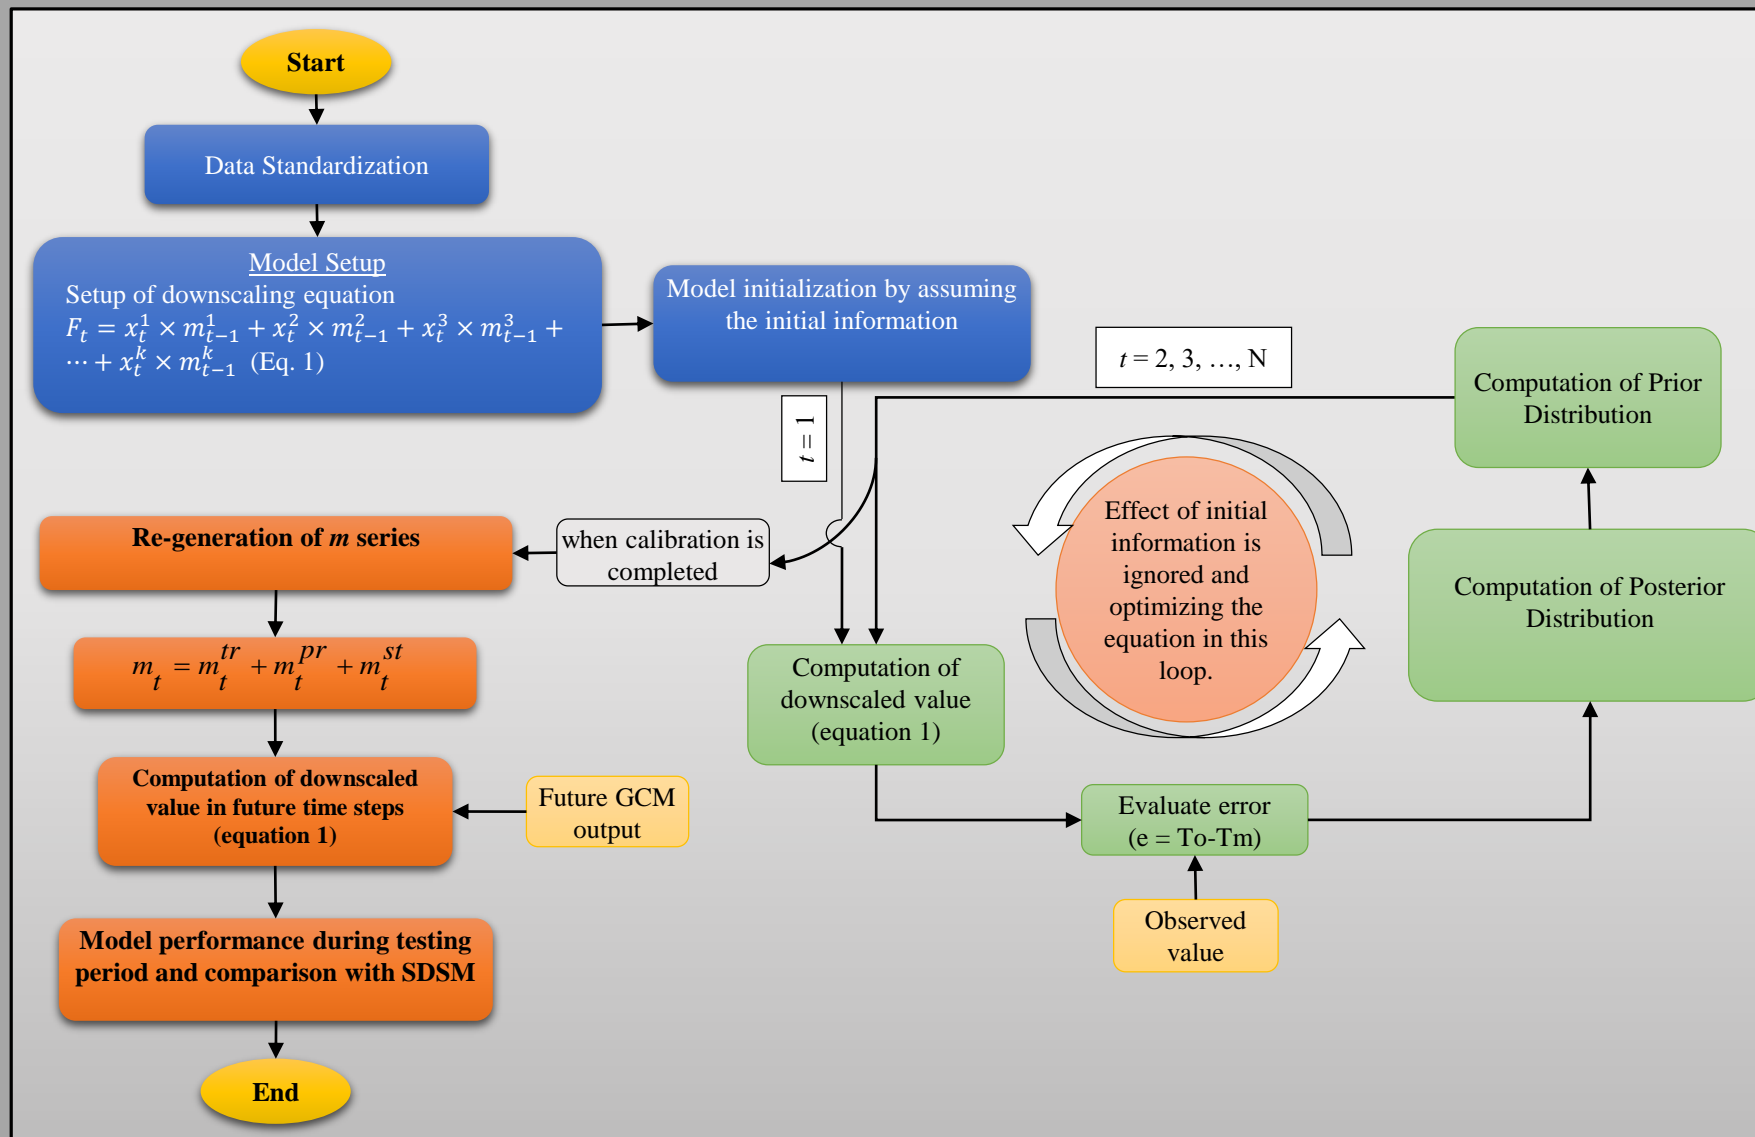 Start
Data Standardization
Model Setup
Setup of downscaling equation
$F_t = x_t^1 \times m_{t-1}^1 + x_t^2 \times m_{t-1}^2 + x_t^3 \times m_{t-1}^3 +$
$\cdots + x_t^k \times m_{t-1}^k$ (Eq. 1)
Model initialization by assuming
the initial information
t = 1
t = 2, 3, …, N
Computation of Prior
Distribution
Computation of Posterior
Distribution
Effect of initial
information is
ignored and
optimizing the
equation in this
loop.
when calibration is
completed
Re-generation of m series
$m_t = m_t^{tr} + m_t^{pr} + m_t^{st}$
Computation of
downscaled value
(equation 1)
Computation of downscaled
value in future time steps
(equation 1)
Future GCM
output
Evaluate error
(e = To-Tm)
Observed
value
Model performance during testing
period and comparison with SDSM
End